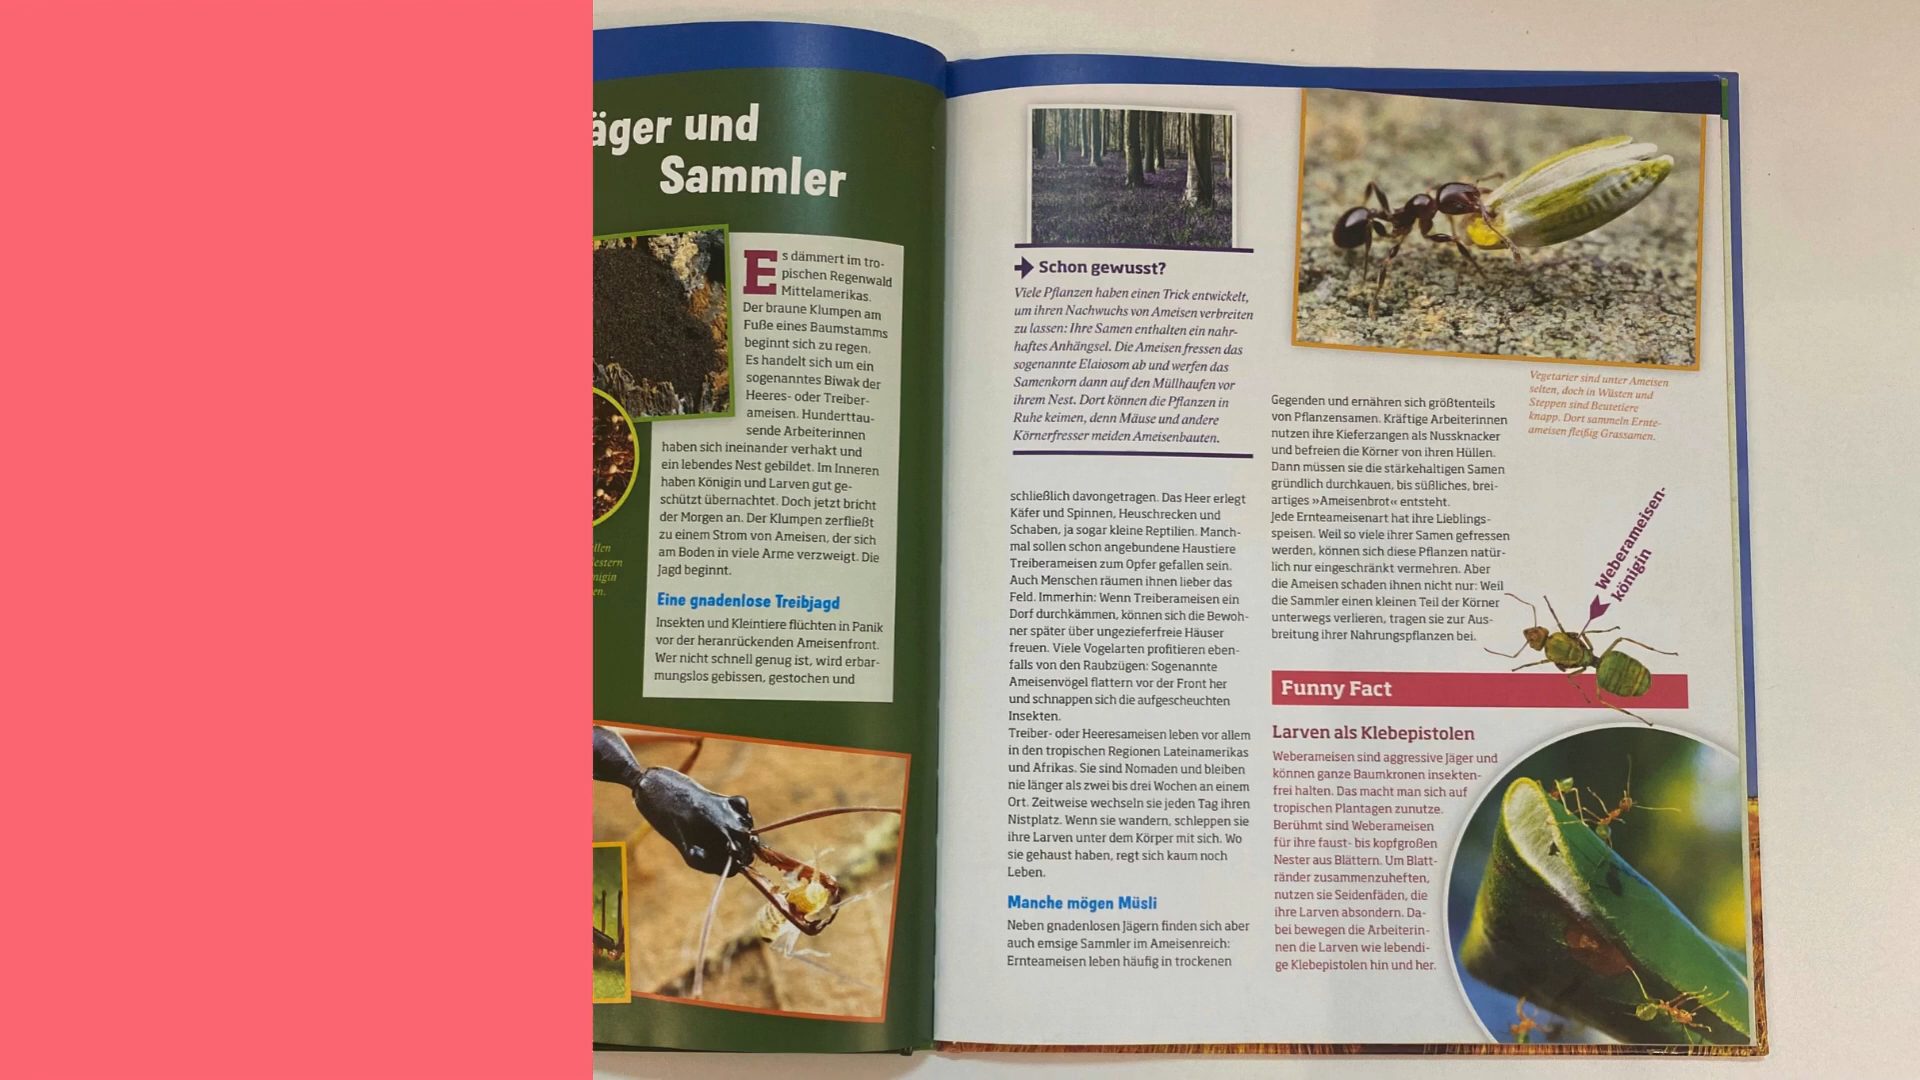 äger und
Sammler
Es dämmert im tro-
pischen Regenwald
Mittelamerikas.
Der braune Klumpen am
Fuße eines Baumstamms
beginnt sich zu regen.
Es handelt sich um ein
sogenanntes Biwak der
Heeres- oder Treiber-
ameisen. Hunderttau-
sende Arbeiterinnen
haben sich ineinander verhakt und
ein lebendes Nest gebildet. Im Inneren
haben Königin und Larven gut ge-
schützt übernachtet. Doch jetzt bricht
der Morgen an. Der Klumpen zerfließt
zu einem Strom von Ameisen, der sich
am Boden in viele Arme verzweigt. Die
Jagd beginnt.
Eine gnadenlose Treibjagd
Insekten und Kleintiere flüchten in Panik
vor der heranrückenden Ameisenfront.
Wer nicht schnell genug ist, wird erbar-
mungslos gebissen, gestochen und
Schon gewusst?
Viele Pflanzen haben einen Trick entwickelt,
um ihren Nachwuchs von Ameisen verbreiten
zu lassen: Ihre Samen enthalten ein nahr-
haftes Anhängsel. Die Ameisen fressen das
sogenannte Elaiosom ab und werfen das
Samenkorn dann auf den Müllhaufen vor
ihrem Nest. Dort können die Pflanzen in
Ruhe keimen, denn Mäuse und andere
Körnerfresser meiden Ameisenbauten.
schließlich davongetragen. Das Heer erlegt
Käfer und Spinnen, Heuschrecken und
Schaben, ja sogar kleine Reptilien. Manch-
mal sollen schon angebundene Haustiere
Treiberameisen zum Opfer gefallen sein.
Auch Menschen räumen ihnen lieber das
Feld. Immerhin: Wenn Treiberameisen ein
Dorf durchkämmen, können sich die Bewoh-
ner später über ungezieferfreie Häuser
freuen. Viele Vogelarten profitieren eben-
falls von den Raubzügen: Sogenannte
Ameisenvögel flattern vor der Front her
und schnappen sich die aufgescheuchten
Insekten.
Treiber- oder Heeresameisen leben vor allem
in den tropischen Regionen Lateinamerikas
und Afrikas. Sie sind Nomaden und bleiben
nie länger als zwei bis drei Wochen an einem
Ort. Zeitweise wechseln sie jeden Tag ihren
Nistplatz. Wenn sie wandern, schleppen sie
ihre Larven unter dem Körper mit sich. Wo
sie gehaust haben, regt sich kaum noch
Leben.
Manche mögen Müsli
Neben gnadenlosen Jägern finden sich aber
auch emsige Sammler im Ameisenreich:
Ernteameisen leben häufig in trockenen
Vegetarier sind unter Ameisen
selten, doch in Wüsten und
Steppen sind Beutetiere
knapp. Dort sammeln Ernte-
ameisen fleißig Grassamen.
Gegenden und ernähren sich größtenteils
von Pflanzensamen. Kräftige Arbeiterinnen
nutzen ihre Kieferzangen als Nussknacker
und befreien die Körner von ihren Hüllen.
Dann müssen sie die stärkehaltigen Samen
gründlich durchkauen, bis süßliches, brei-
artiges »Ameisenbrot« entsteht.
Jede Ernteameisenart hat ihre Lieblings-
speisen. Weil so viele ihrer Samen gefressen
werden, können sich diese Pflanzen natür-
lich nur eingeschränkt vermehren. Aber
die Ameisen schaden ihnen nicht nur: Weil
die Sammler einen kleinen Teil der Körner
unterwegs verlieren, tragen sie zur Aus-
breitung ihrer Nahrungspflanzen bei.
Weberameisen-
königin
Funny Fact
Larven als Klebepistolen
Weberameisen sind aggressive Jäger und
können ganze Baumkronen insekten-
frei halten. Das macht man sich auf
tropischen Plantagen zunutze.
Berühmt sind Weberameisen
für ihre faust- bis kopfgroßen
Nester aus Blättern. Um Blatt-
ränder zusammenzuheften,
nutzen sie Seidenfäden, die
ihre Larven absondern. Da-
bei bewegen die Arbeiterin-
nen die Larven wie lebendi-
ge Klebepistolen hin und her.